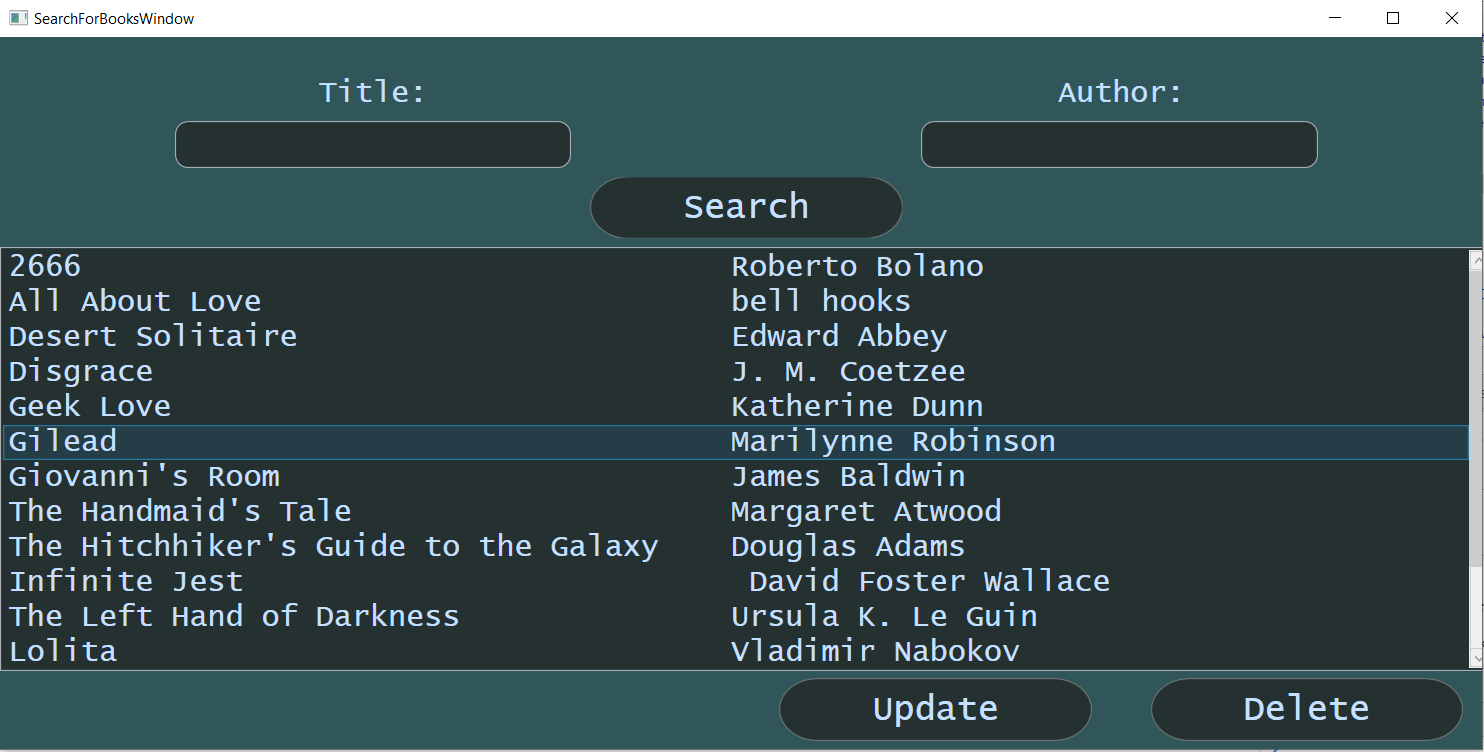 SearchForBooksWindow
Title: Author:
Search
2666 Roberto Bolano
All About Love bell hooks
Desert Solitaire Edward Abbey
Disgrace J. M. Coetzee
Geek Love Katherine Dunn
Gilead Marilynne Robinson
Giovanni's Room James Baldwin
The Handmaid's Tale Margaret Atwood
The Hitchhiker's Guide to the Galaxy Douglas Adams
Infinite Jest David Foster Wallace
The Left Hand of Darkness Ursula K. Le Guin
Lolita Vladimir Nabokov
Update Delete